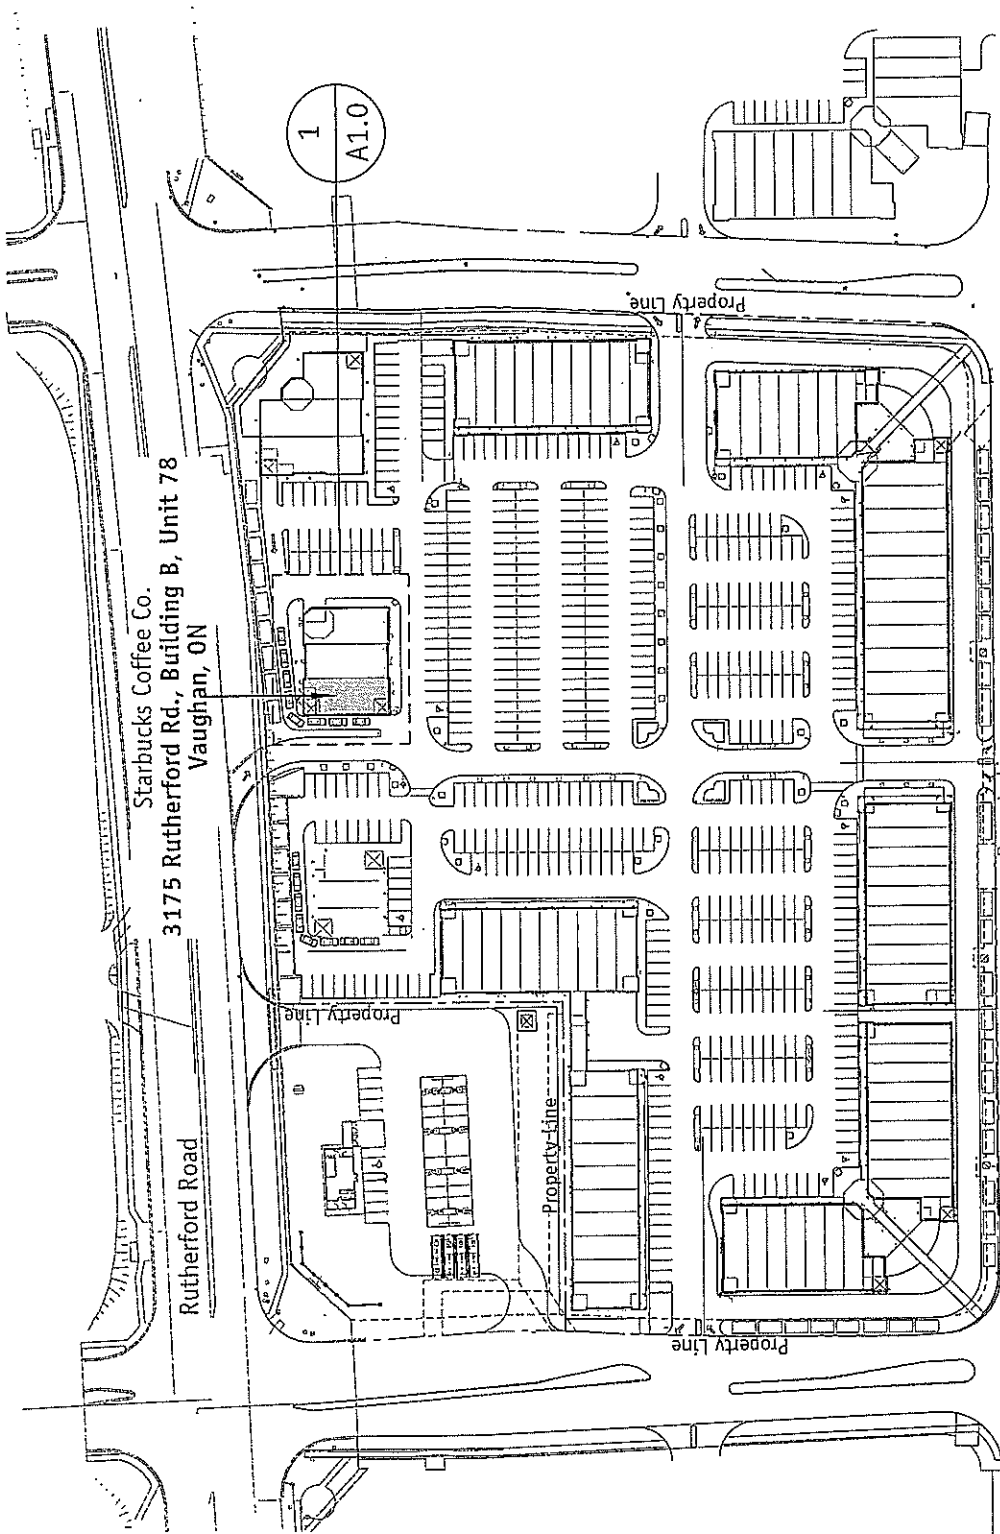 Starbucks Coffee Co.
3175 Rutherford Rd., Building B, Unit 78
Vaughan, ON
1
A1.0
Rutherford Road
Property Line
Property Line
Property Line
Property Line